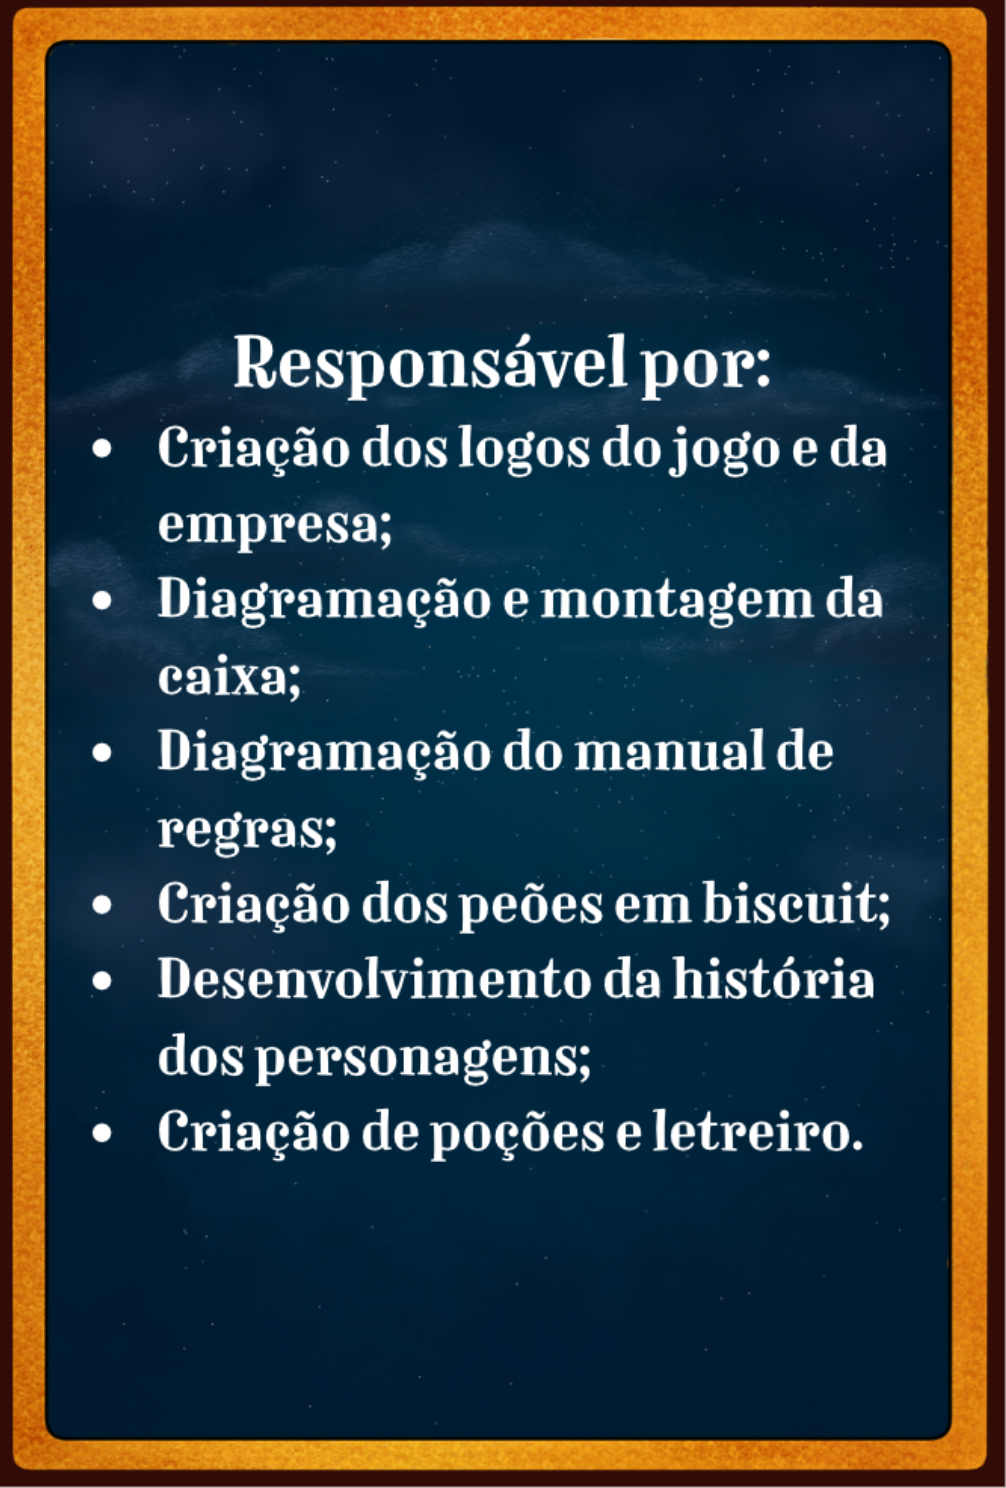 Responsável por:
• Criação dos logos do jogo e da
empresa;
• Diagramação e montagem da
caixa;
• Diagramação do manual de
regras;
• Criação dos peões em biscuit;
• Desenvolvimento da história
dos personagens;
• Criação de poções e letreiro.